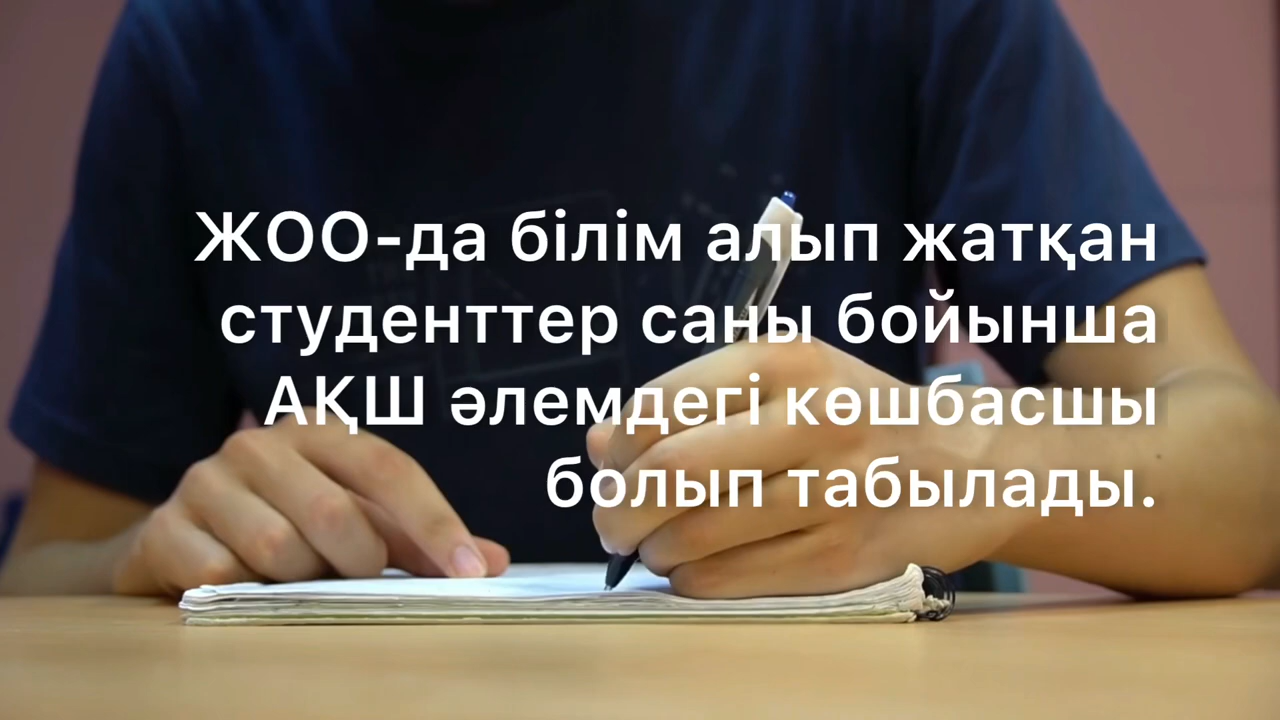 ЖОО-да білім алып жатқан
студенттер саны бойынша
АҚШ әлемдегі көшбасшы
болып табылады.